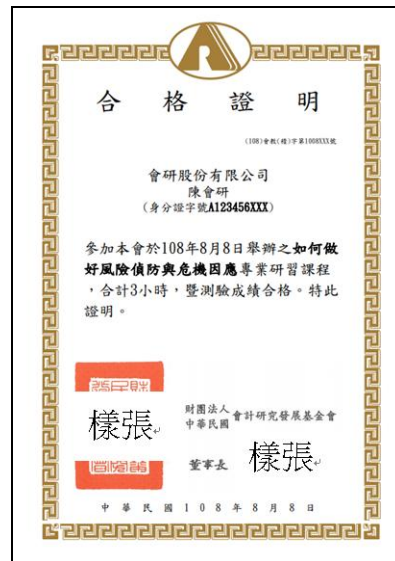 合格證明
(108)會教(稽)字第1008XXX號
會研股份有限公司
陳會研
(身分證字號A123456XXX)
參加本會於108年8月8日舉辦之如何做
好風險偵防與危機因應專業研習課程
，合計3小時，暨測驗成績合格。特此
證明。
樣張
財團法人
中華民國會計研究發展基金會
董事長 樣張
中華民國108年8月8日